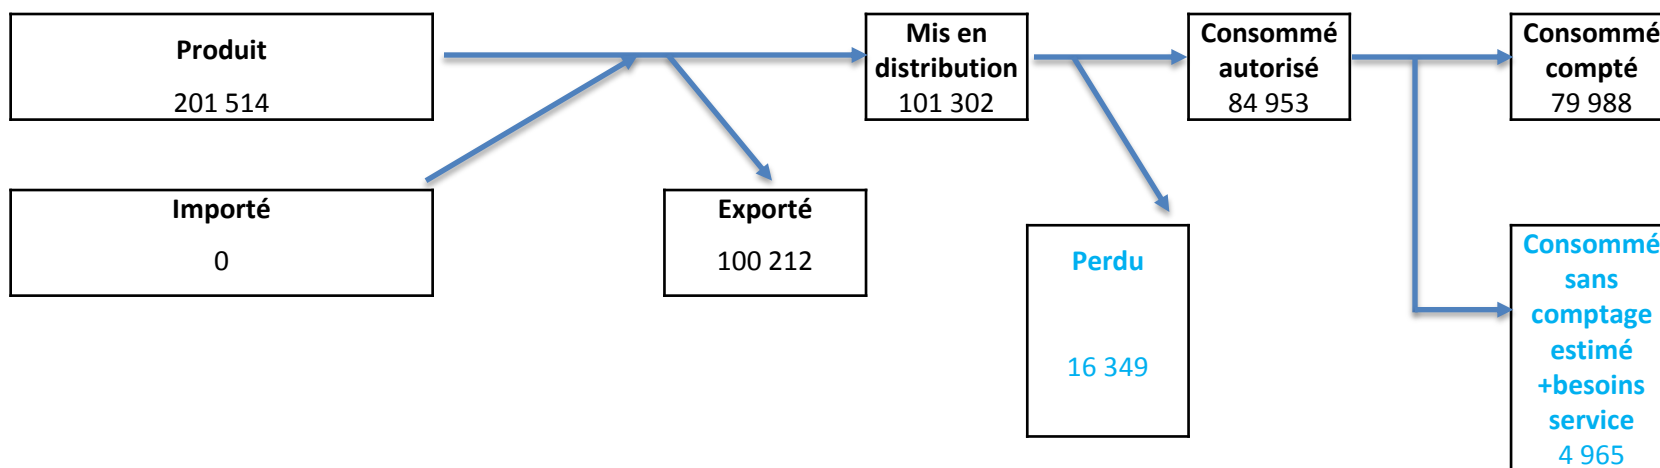 Produit
201 514
Mis en
distribution
101 302
Consommé
autorisé
84 953
Consommé
compté
79 988
Importé
0
Exporté
100 212
Perdu
16 349
Consommé
sans
comptage
estimé
+besoins
service
4 965